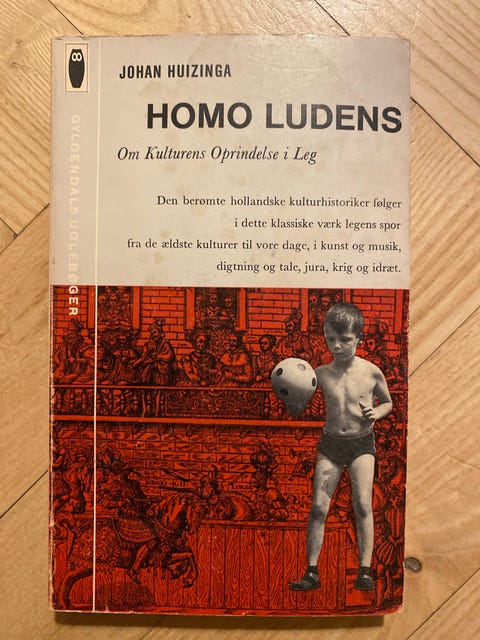 JOHAN HUIZINGA
HOMO LUDENS
Om Kulturens Oprindelse i Leg
Den berømte hollandske kulturhistoriker følger
i dette klassiske værk legens spor
fra de ældste kulturer til vore dage, i kunst og musik,
digtning og tale, jura, krig og idræt.
GYLDENDALS UGLEBØGER